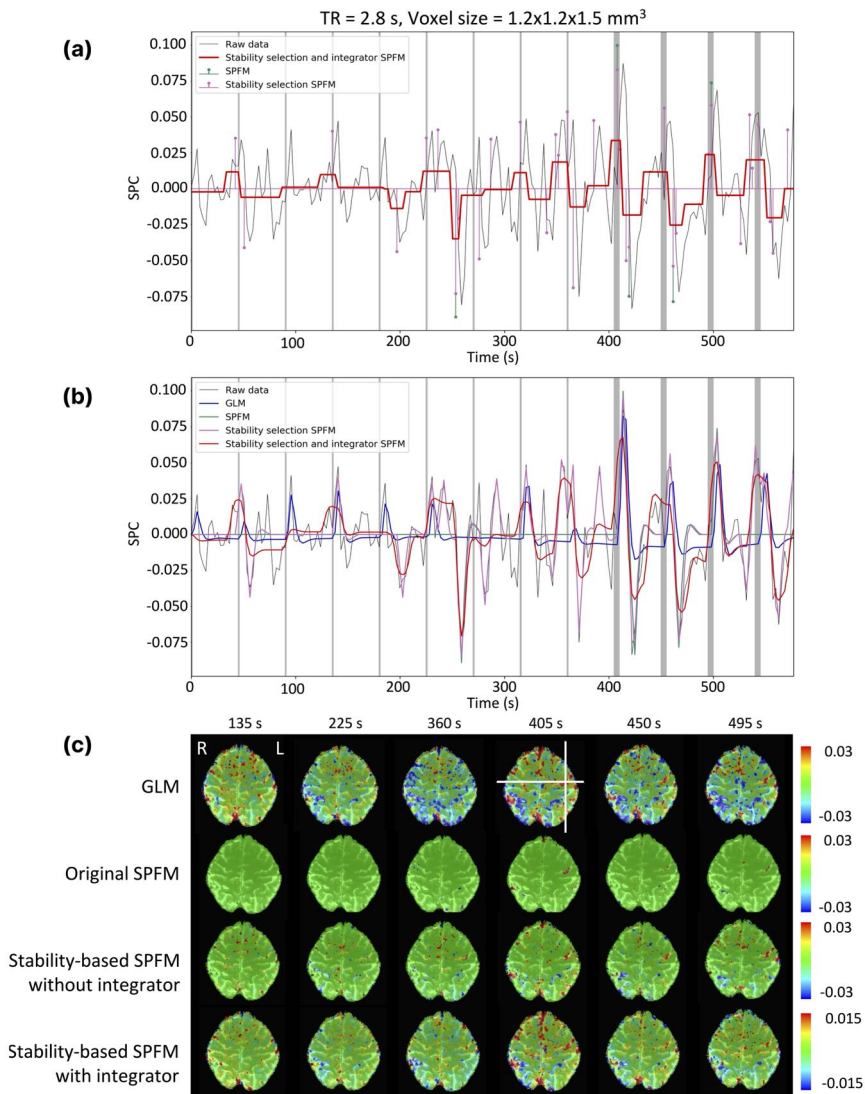 TR = 2.8 s, Voxel size = 1.2x1.2x1.5 mm³
(a)
0.100
0.075
0.050
0.025
0.000
-0.025
-0.050
-0.075
SPC
Raw data
Stability selection and integrator SPFM
SPFM
Stability selection SPFM
0 100 200 300 400 500
Time (s)
(b)
0.100
0.075
0.050
0.025
0.000
-0.025
-0.050
-0.075
SPC
Raw data
GLM
SPFM
Stability selection SPFM
Stability selection and integrator SPFM
0 100 200 300 400 500
Time (s)
(c)
135 s 225 s 360 s 405 s 450 s 495 s
R L
GLM
0.03
-0.03
Original SPFM
0.03
-0.03
Stability-based SPFM
without integrator
0.03
-0.03
Stability-based SPFM
with integrator
0.015
-0.015